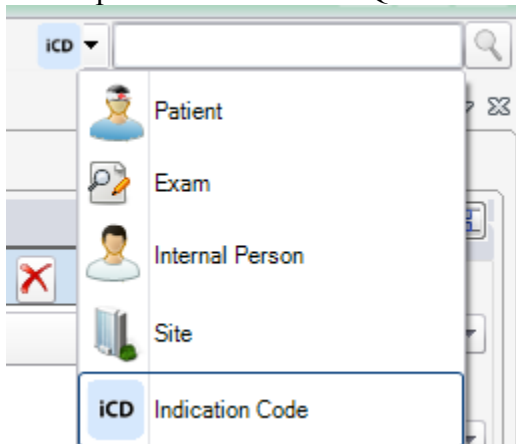 iCD
Patient
Exam
Internal Person
Site
iCD Indication Code